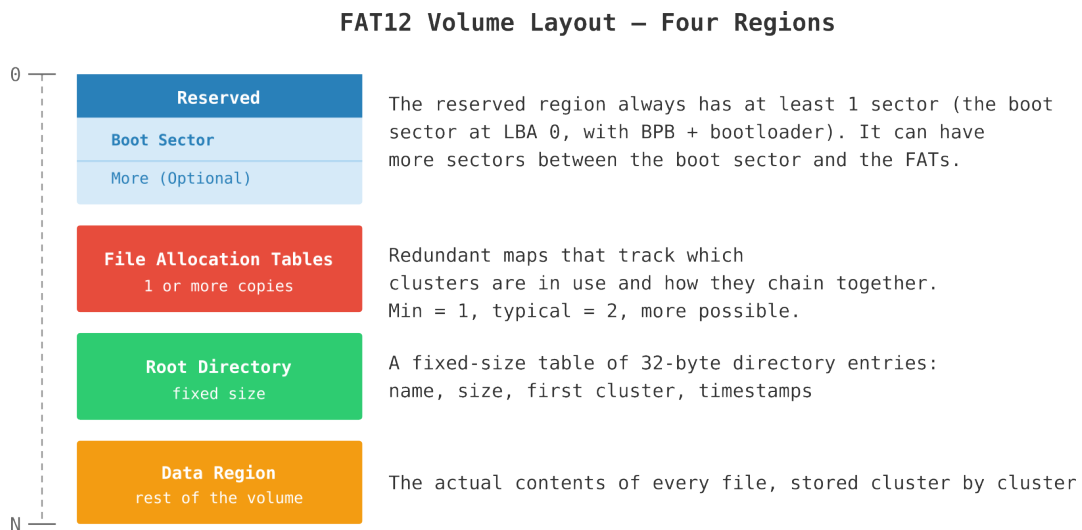 FAT12 Volume Layout — Four Regions
0
Reserved
Boot Sector
More (Optional)
The reserved region always has at least 1 sector (the boot
sector at LBA 0, with BPB + bootloader). It can have
more sectors between the boot sector and the FATs.
File Allocation Tables
1 or more copies
Redundant maps that track which
clusters are in use and how they chain together.
Min = 1, typical = 2, more possible.
Root Directory
fixed size
A fixed-size table of 32-byte directory entries:
name, size, first cluster, timestamps
Data Region
rest of the volume
The actual contents of every file, stored cluster by cluster
N